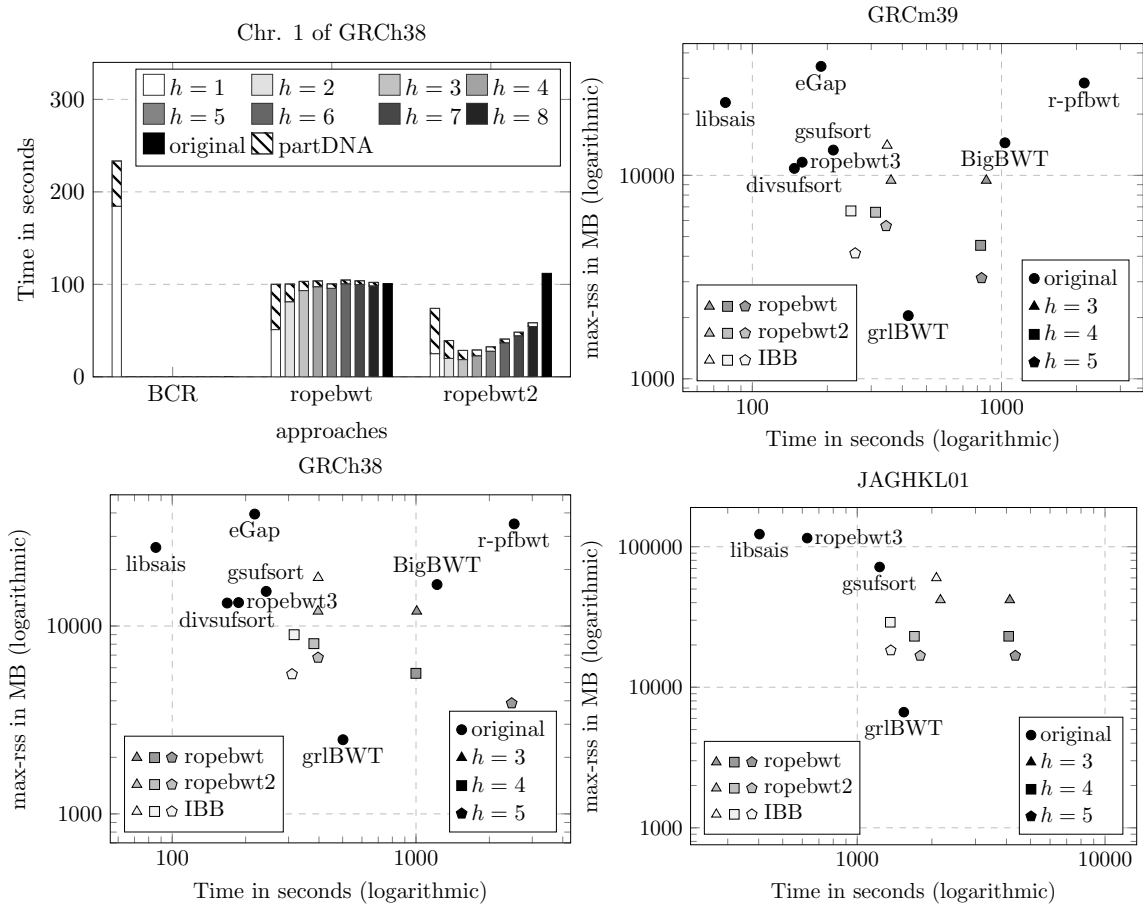 Chr. 1 of GRCh38
Time in seconds
300
200
100
0
h = 1
h = 2
h = 3
h = 4
h = 5
h = 6
h = 7
h = 8
original
partDNA
BCR
ropebwt
ropebwt2
approaches
GRCm39
max-rss in MB (logarithmic)
10000
1000
eGap
r-pfbwt
libsais
gsufsort
ropebwt3
BigBWT
divsufsort
grlBWT
ropebwt
ropebwt2
IBB
original
h = 3
h = 4
h = 5
100
1000
Time in seconds (logarithmic)
GRCh38
max-rss in MB (logarithmic)
10000
1000
eGap
r-pfbwt
libsais
gsufsort
BigBWT
ropebwt3
divsufsort
grlBWT
ropebwt
ropebwt2
IBB
original
h = 3
h = 4
h = 5
100
1000
Time in seconds (logarithmic)
JAGHKL01
max-rss in MB (logarithmic)
100000
10000
1000
libsais
ropebwt3
gsufsort
grlBWT
ropebwt
ropebwt2
IBB
original
h = 3
h = 4
h = 5
1000
10000
Time in seconds (logarithmic)